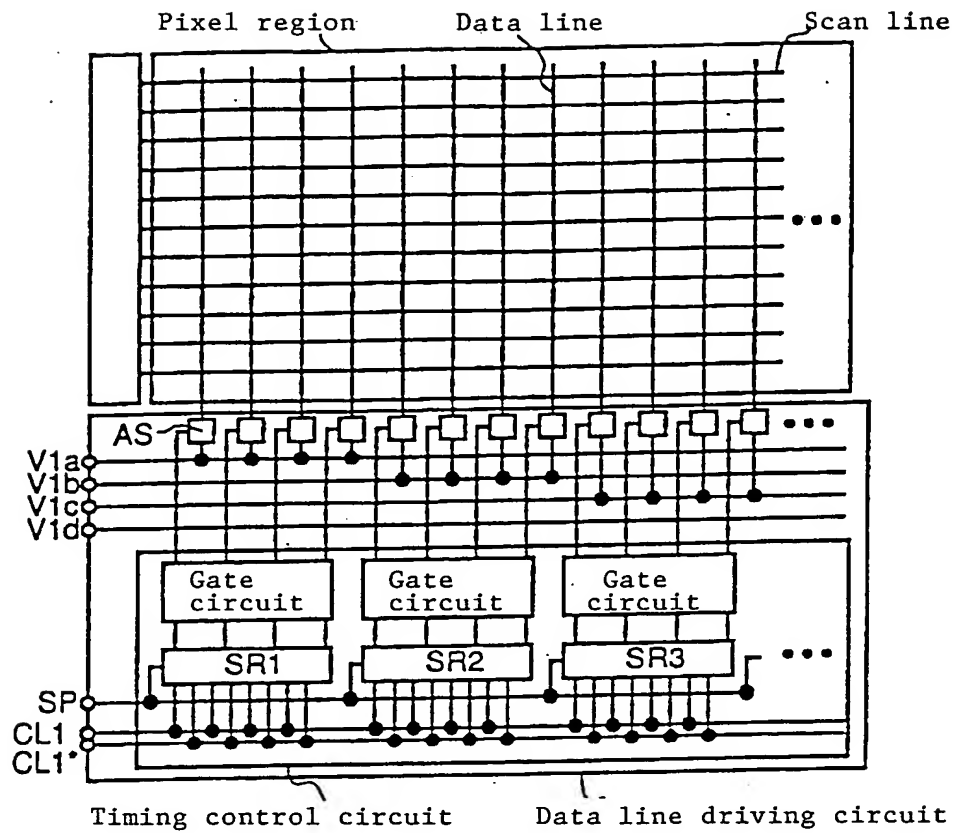 Pixel region Data line Scan line
AS
V1a
V1b
V1c
V1d
Gate circuit Gate circuit Gate circuit
SR1 SR2 SR3
SP
CL1
CL1*
Timing control circuit Data line driving circuit